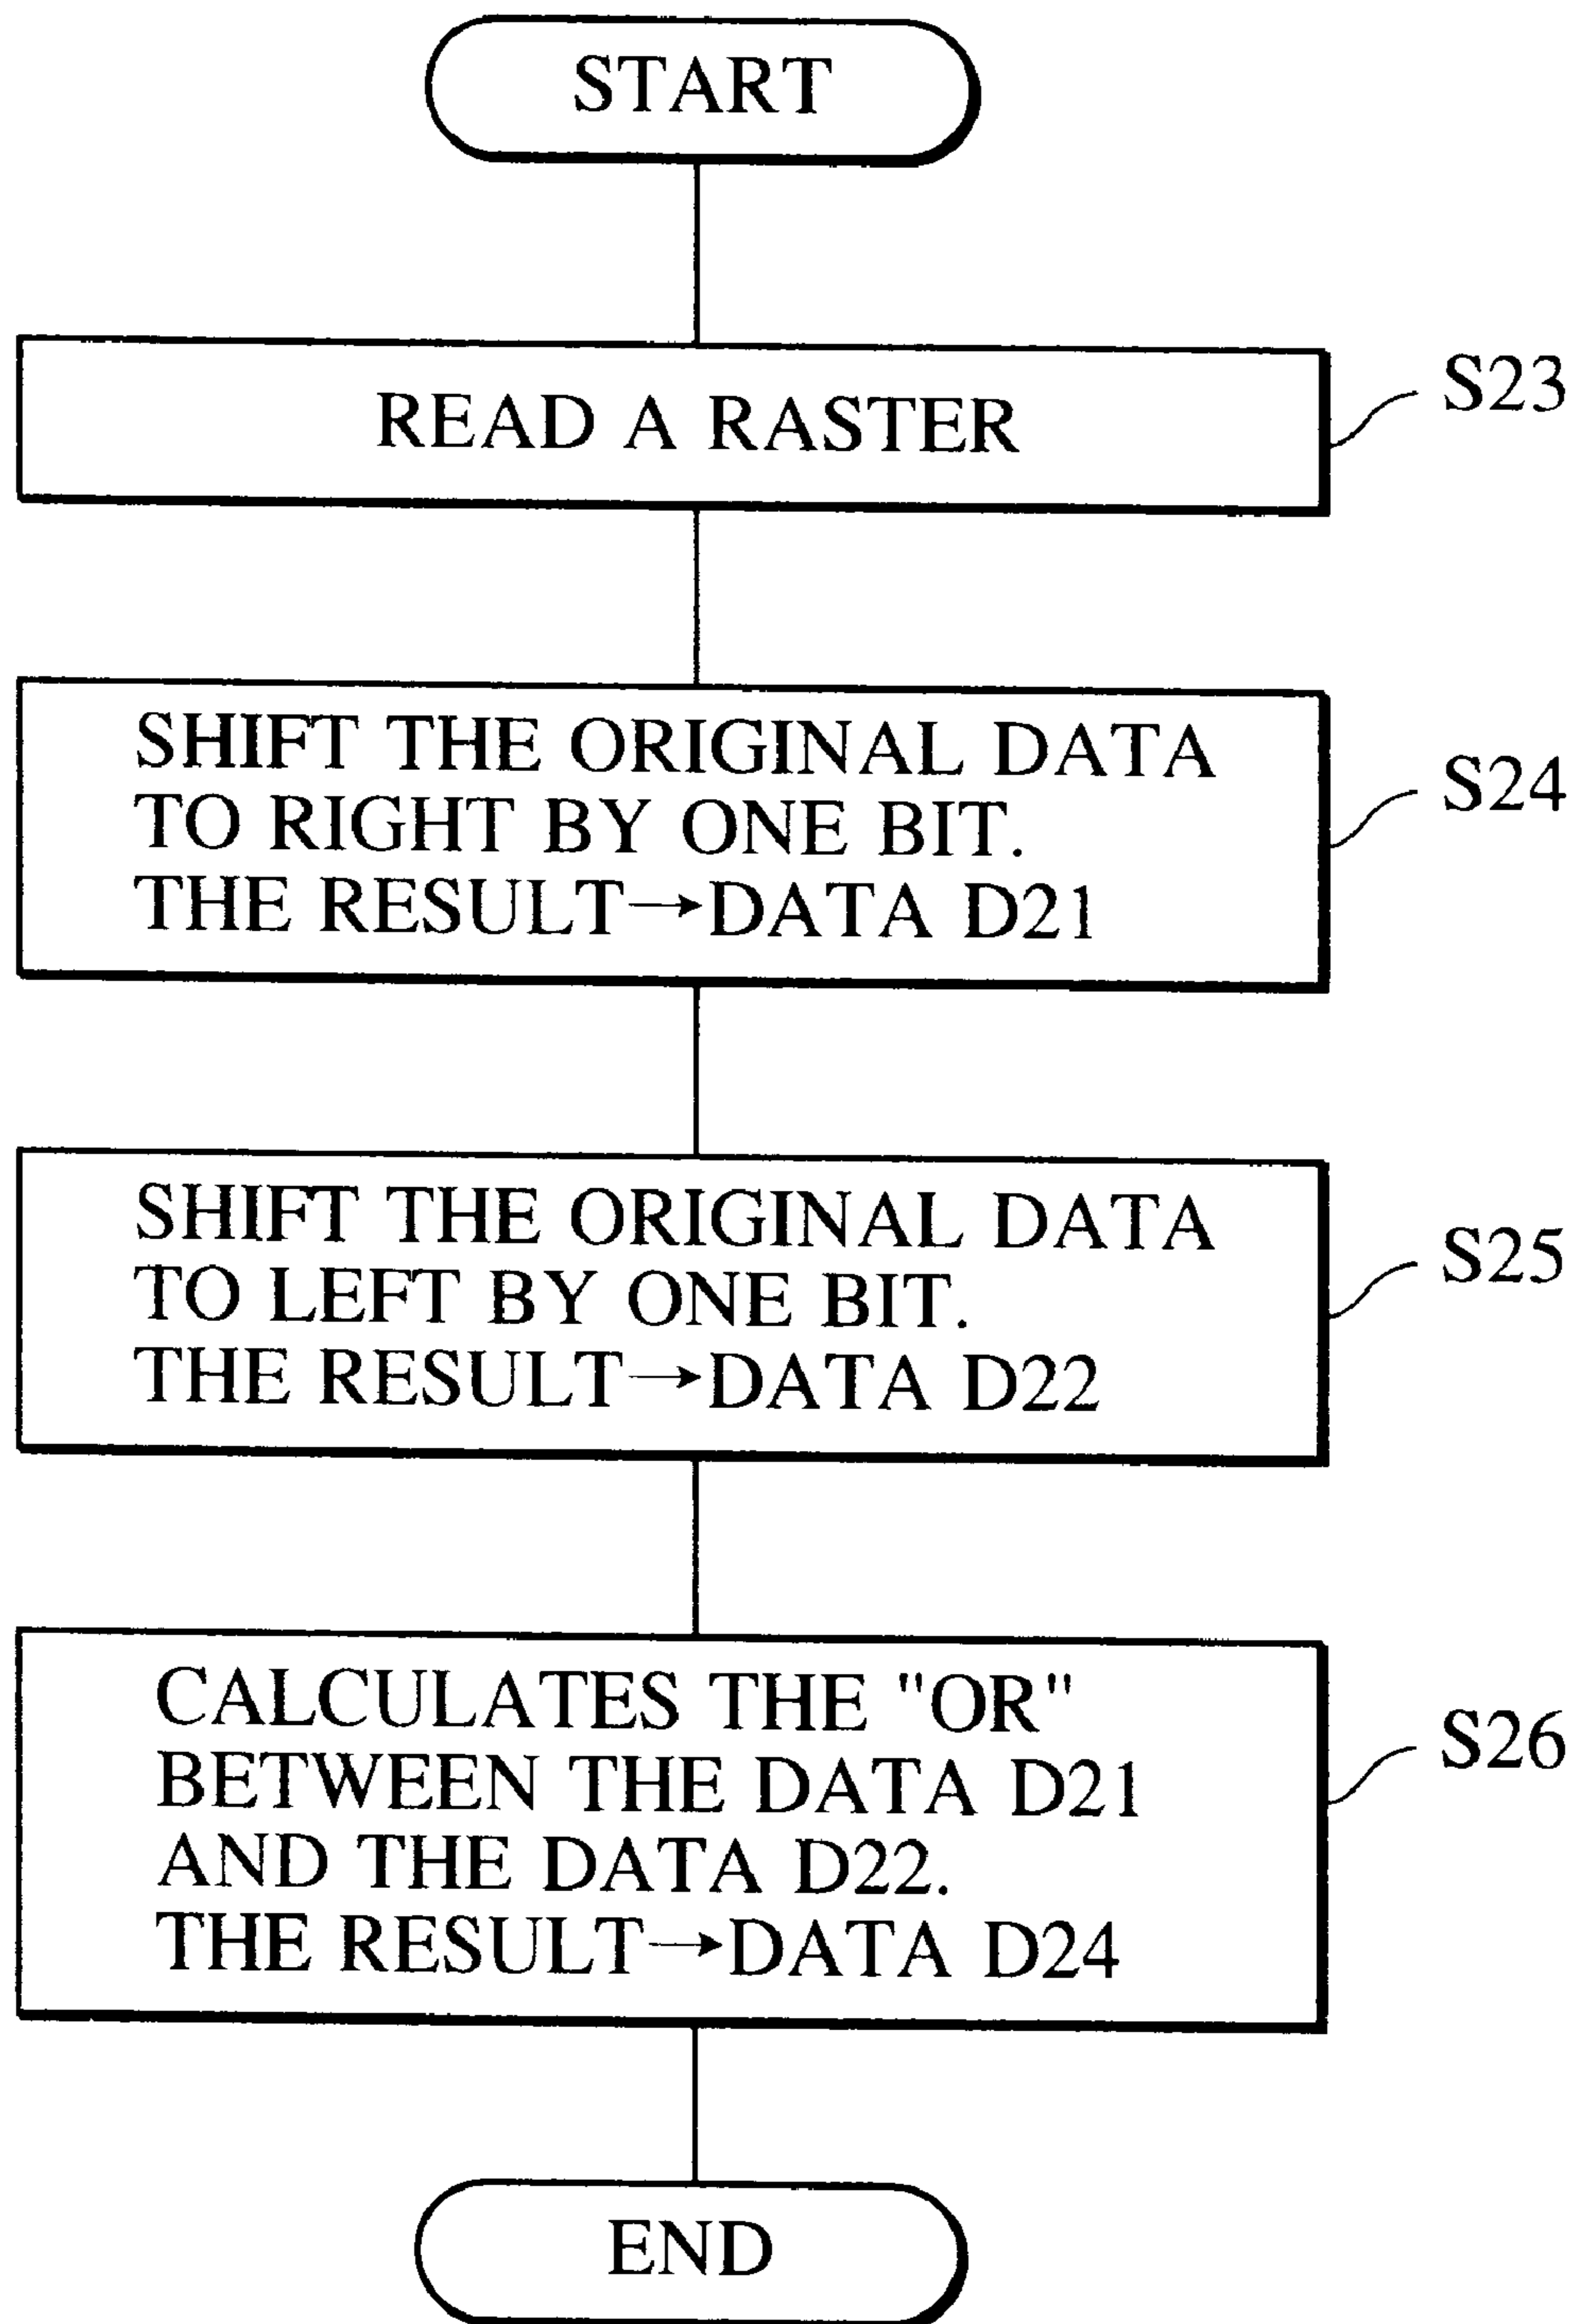 START
READ A RASTER
S23
SHIFT THE ORIGINAL DATA
TO RIGHT BY ONE BIT.
THE RESULT→DATA D21
S24
SHIFT THE ORIGINAL DATA
TO LEFT BY ONE BIT.
THE RESULT→DATA D22
S25
CALCULATES THE "OR"
BETWEEN THE DATA D21
AND THE DATA D22.
THE RESULT→DATA D24
S26
END